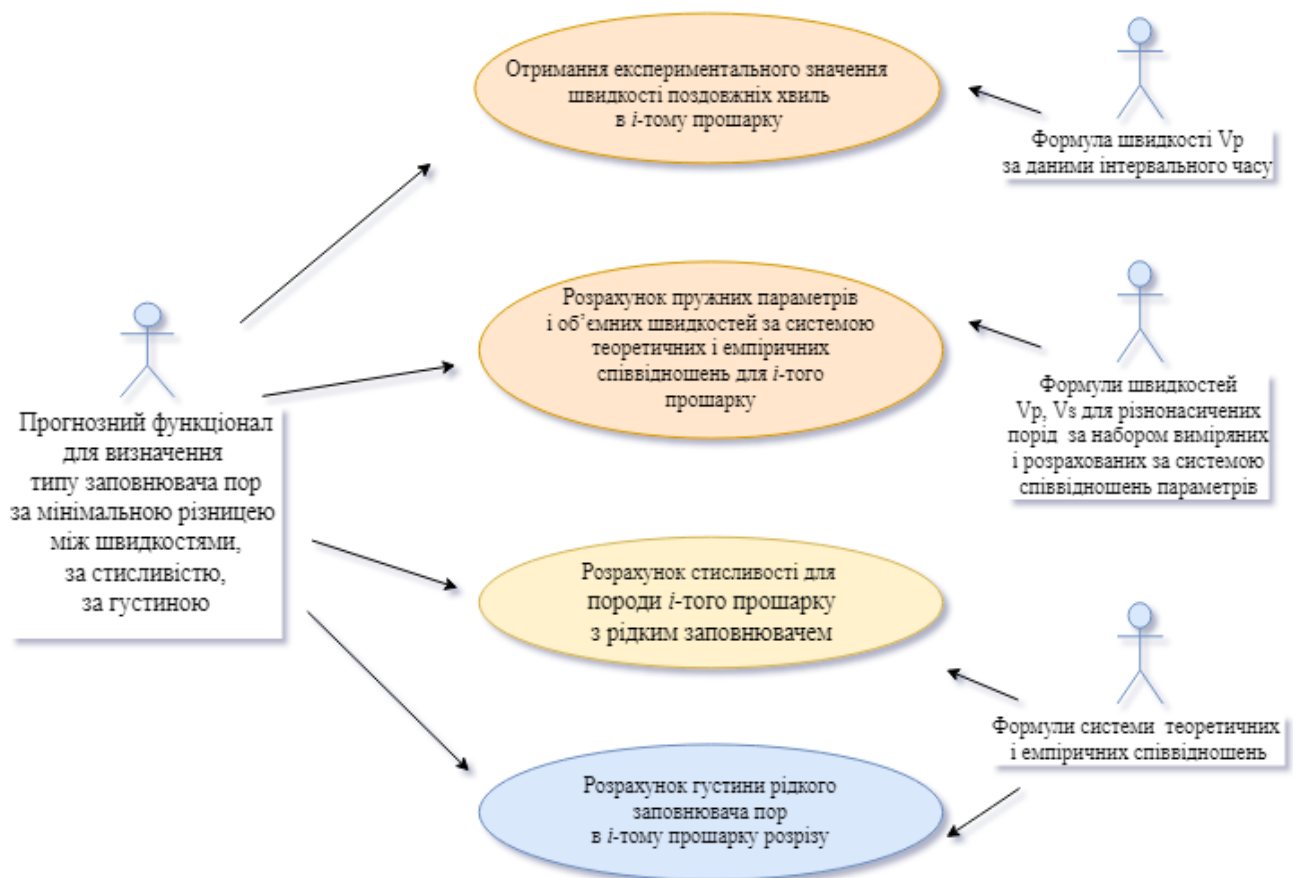 Отримання експериментального значення
швидкості поздовжніх хвиль
в i-тому прошарку
Формула швидкості Vp
за даними інтервального часу
Розрахунок пружних параметрів
і об’ємних швидкостей за системою
теоретичних і емпіричних
співвідношень для i-того
прошарку
Формули швидкостей
Vp, Vs для різнонасичених
порід за набором виміряних
і розрахованих за системою
співвідношень параметрів
Прогнозний функціонал
для визначення
типу заповнювача пор
за мінімальною різницею
між швидкостями,
за стисливістю,
за густиною
Розрахунок стисливості для
породи i-того прошарку
з рідким заповнювачем
Формули системи теоретичних
і емпіричних співвідношень
Розрахунок густини рідкого
заповнювача пор
в i-тому прошарку розрізу